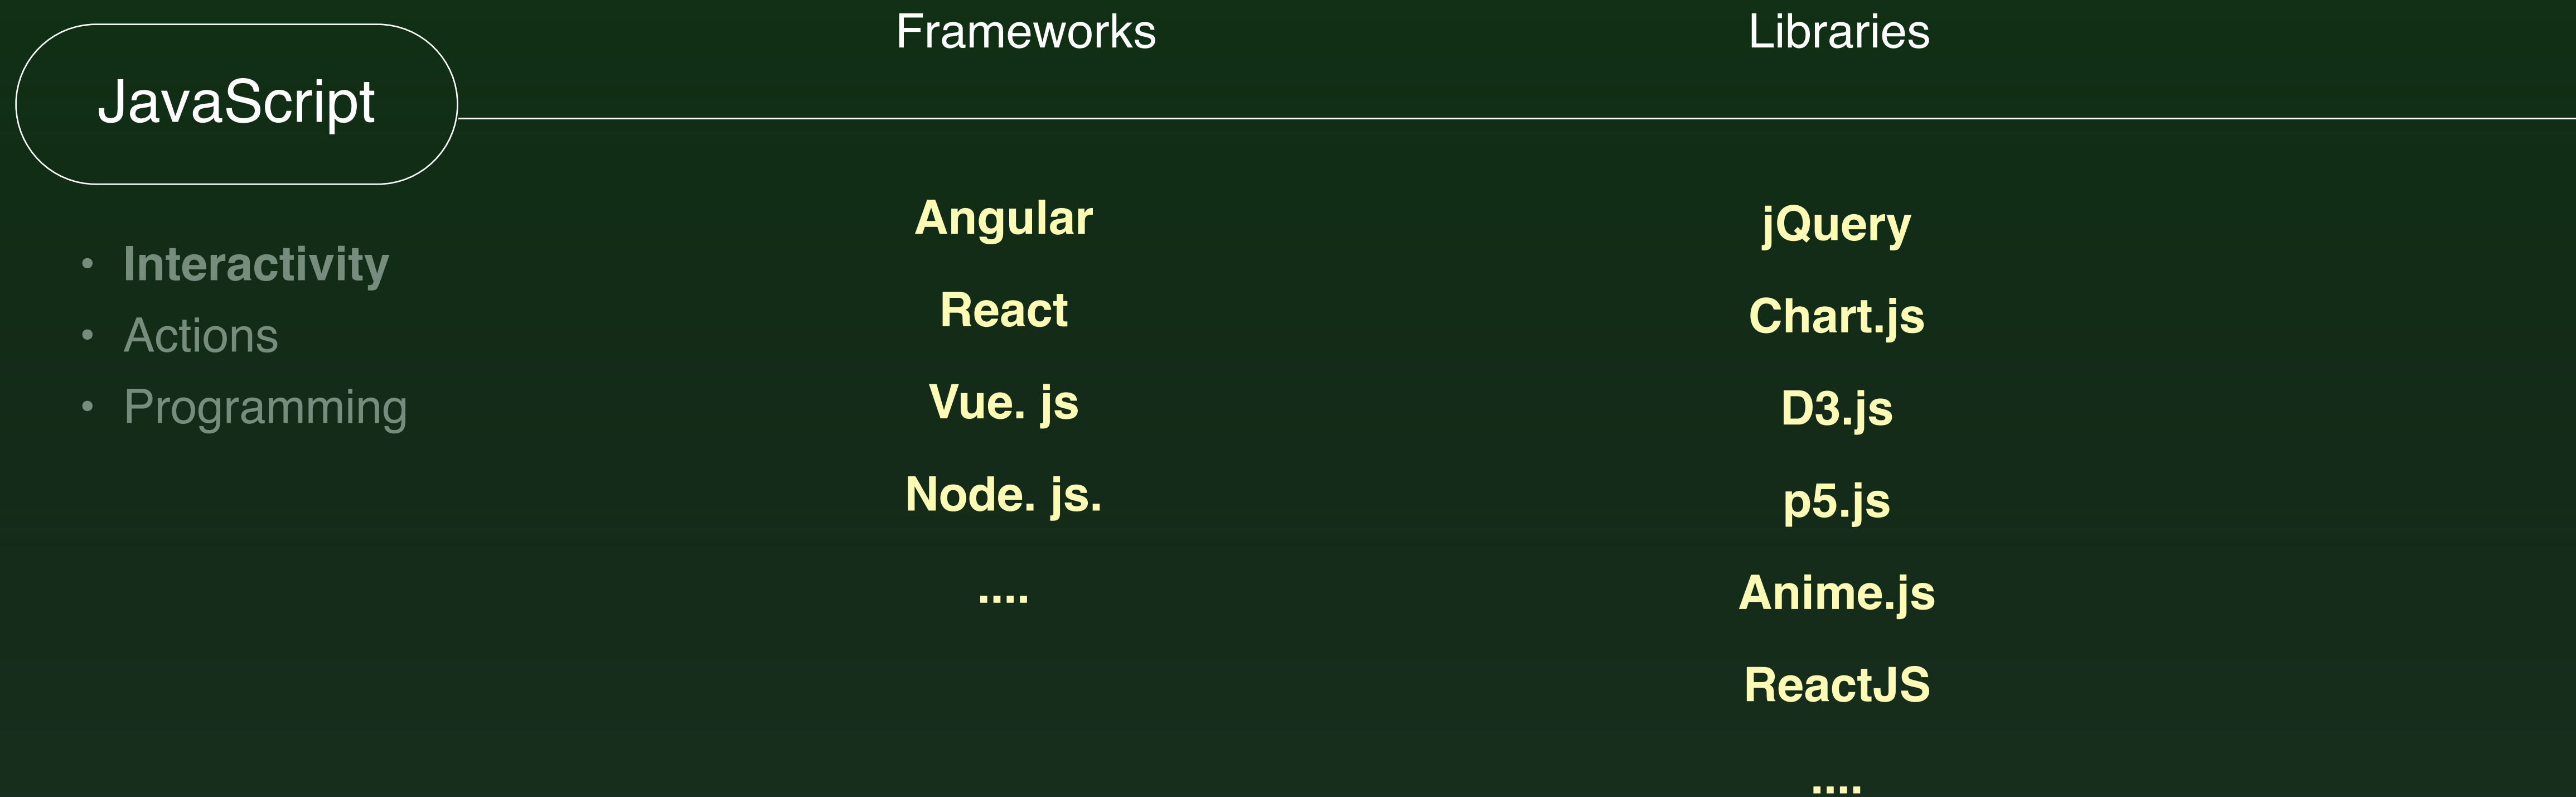 JavaScript
• Interactivity
• Actions
• Programming
Frameworks
Angular
React
Vue. js
Node. js.
....
Libraries
jQuery
Chart.js
D3.js
p5.js
Anime.js
ReactJS
....